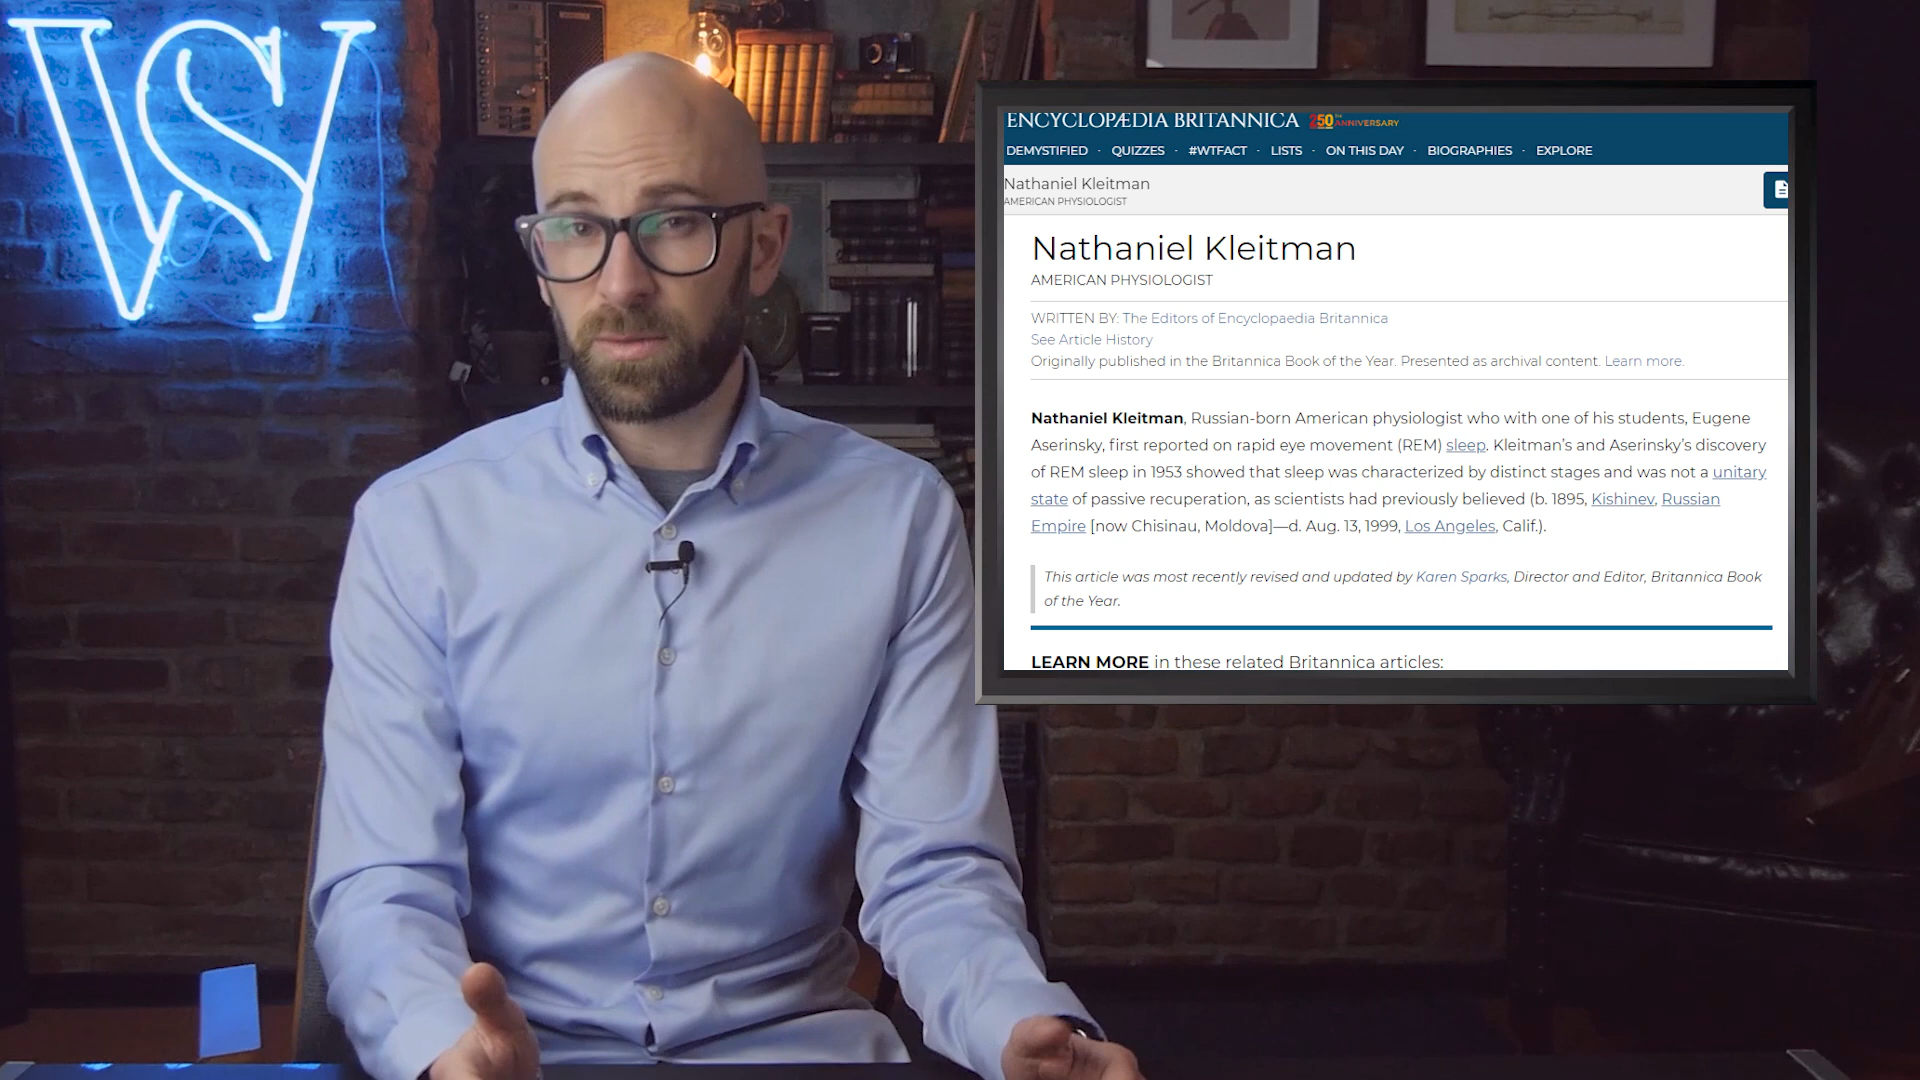 VS
ENCYCLOPÆDIA BRITANNICA 250TH ANNIVERSARY
DEMYSTIFIED · QUIZZES · #WTFACT · LISTS · ON THIS DAY · BIOGRAPHIES · EXPLORE
Nathaniel Kleitman
AMERICAN PHYSIOLOGIST
Nathaniel Kleitman
AMERICAN PHYSIOLOGIST
WRITTEN BY: The Editors of Encyclopaedia Britannica
See Article History
Originally published in the Britannica Book of the Year. Presented as archival content. Learn more.
Nathaniel Kleitman, Russian-born American physiologist who with one of his students, Eugene
Aserinsky, first reported on rapid eye movement (REM) sleep. Kleitman’s and Aserinsky’s discovery
of REM sleep in 1953 showed that sleep was characterized by distinct stages and was not a unitary
state of passive recuperation, as scientists had previously believed (b. 1895, Kishinev, Russian
Empire [now Chisinau, Moldova]—d. Aug. 13, 1999, Los Angeles, Calif.).
This article was most recently revised and updated by Karen Sparks, Director and Editor, Britannica Book
of the Year.
LEARN MORE in these related Britannica articles: